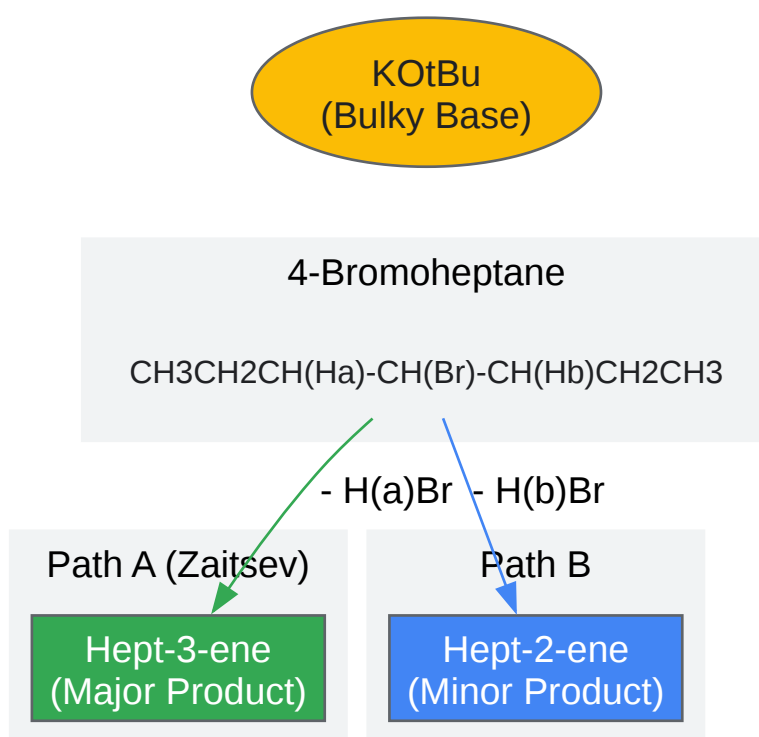 KOtBu
(Bulky Base)
4-Bromoheptane
CH3CH2CH(Ha)-CH(Br)-CH(Hb)CH2CH3
- H(a)Br
- H(b)Br
Path A (Zaitsev)
Path B
Hept-3-ene
(Major Product)
Hept-2-ene
(Minor Product)